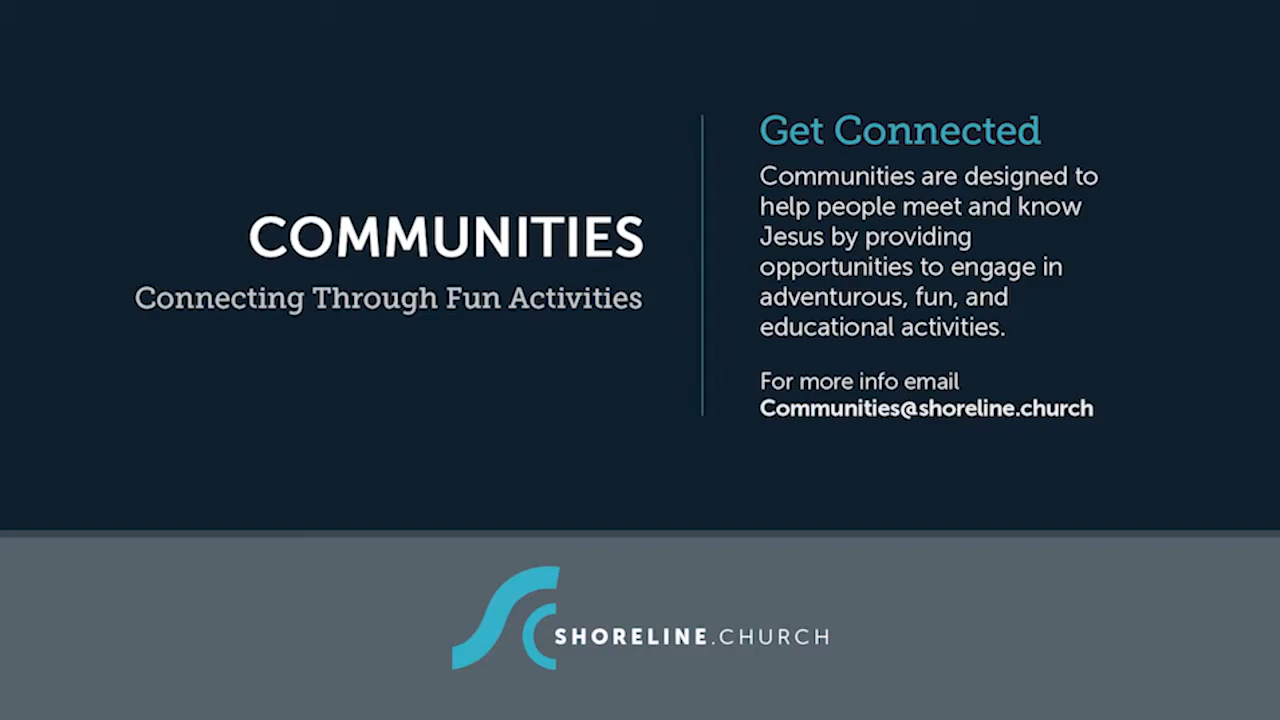 COMMUNITIES
Connecting Through Fun Activities
Get Connected
Communities are designed to
help people meet and know
Jesus by providing
opportunities to engage in
adventurous, fun, and
educational activities.
For more info email
Communities@shoreline.church
SHORELINE.CHURCH